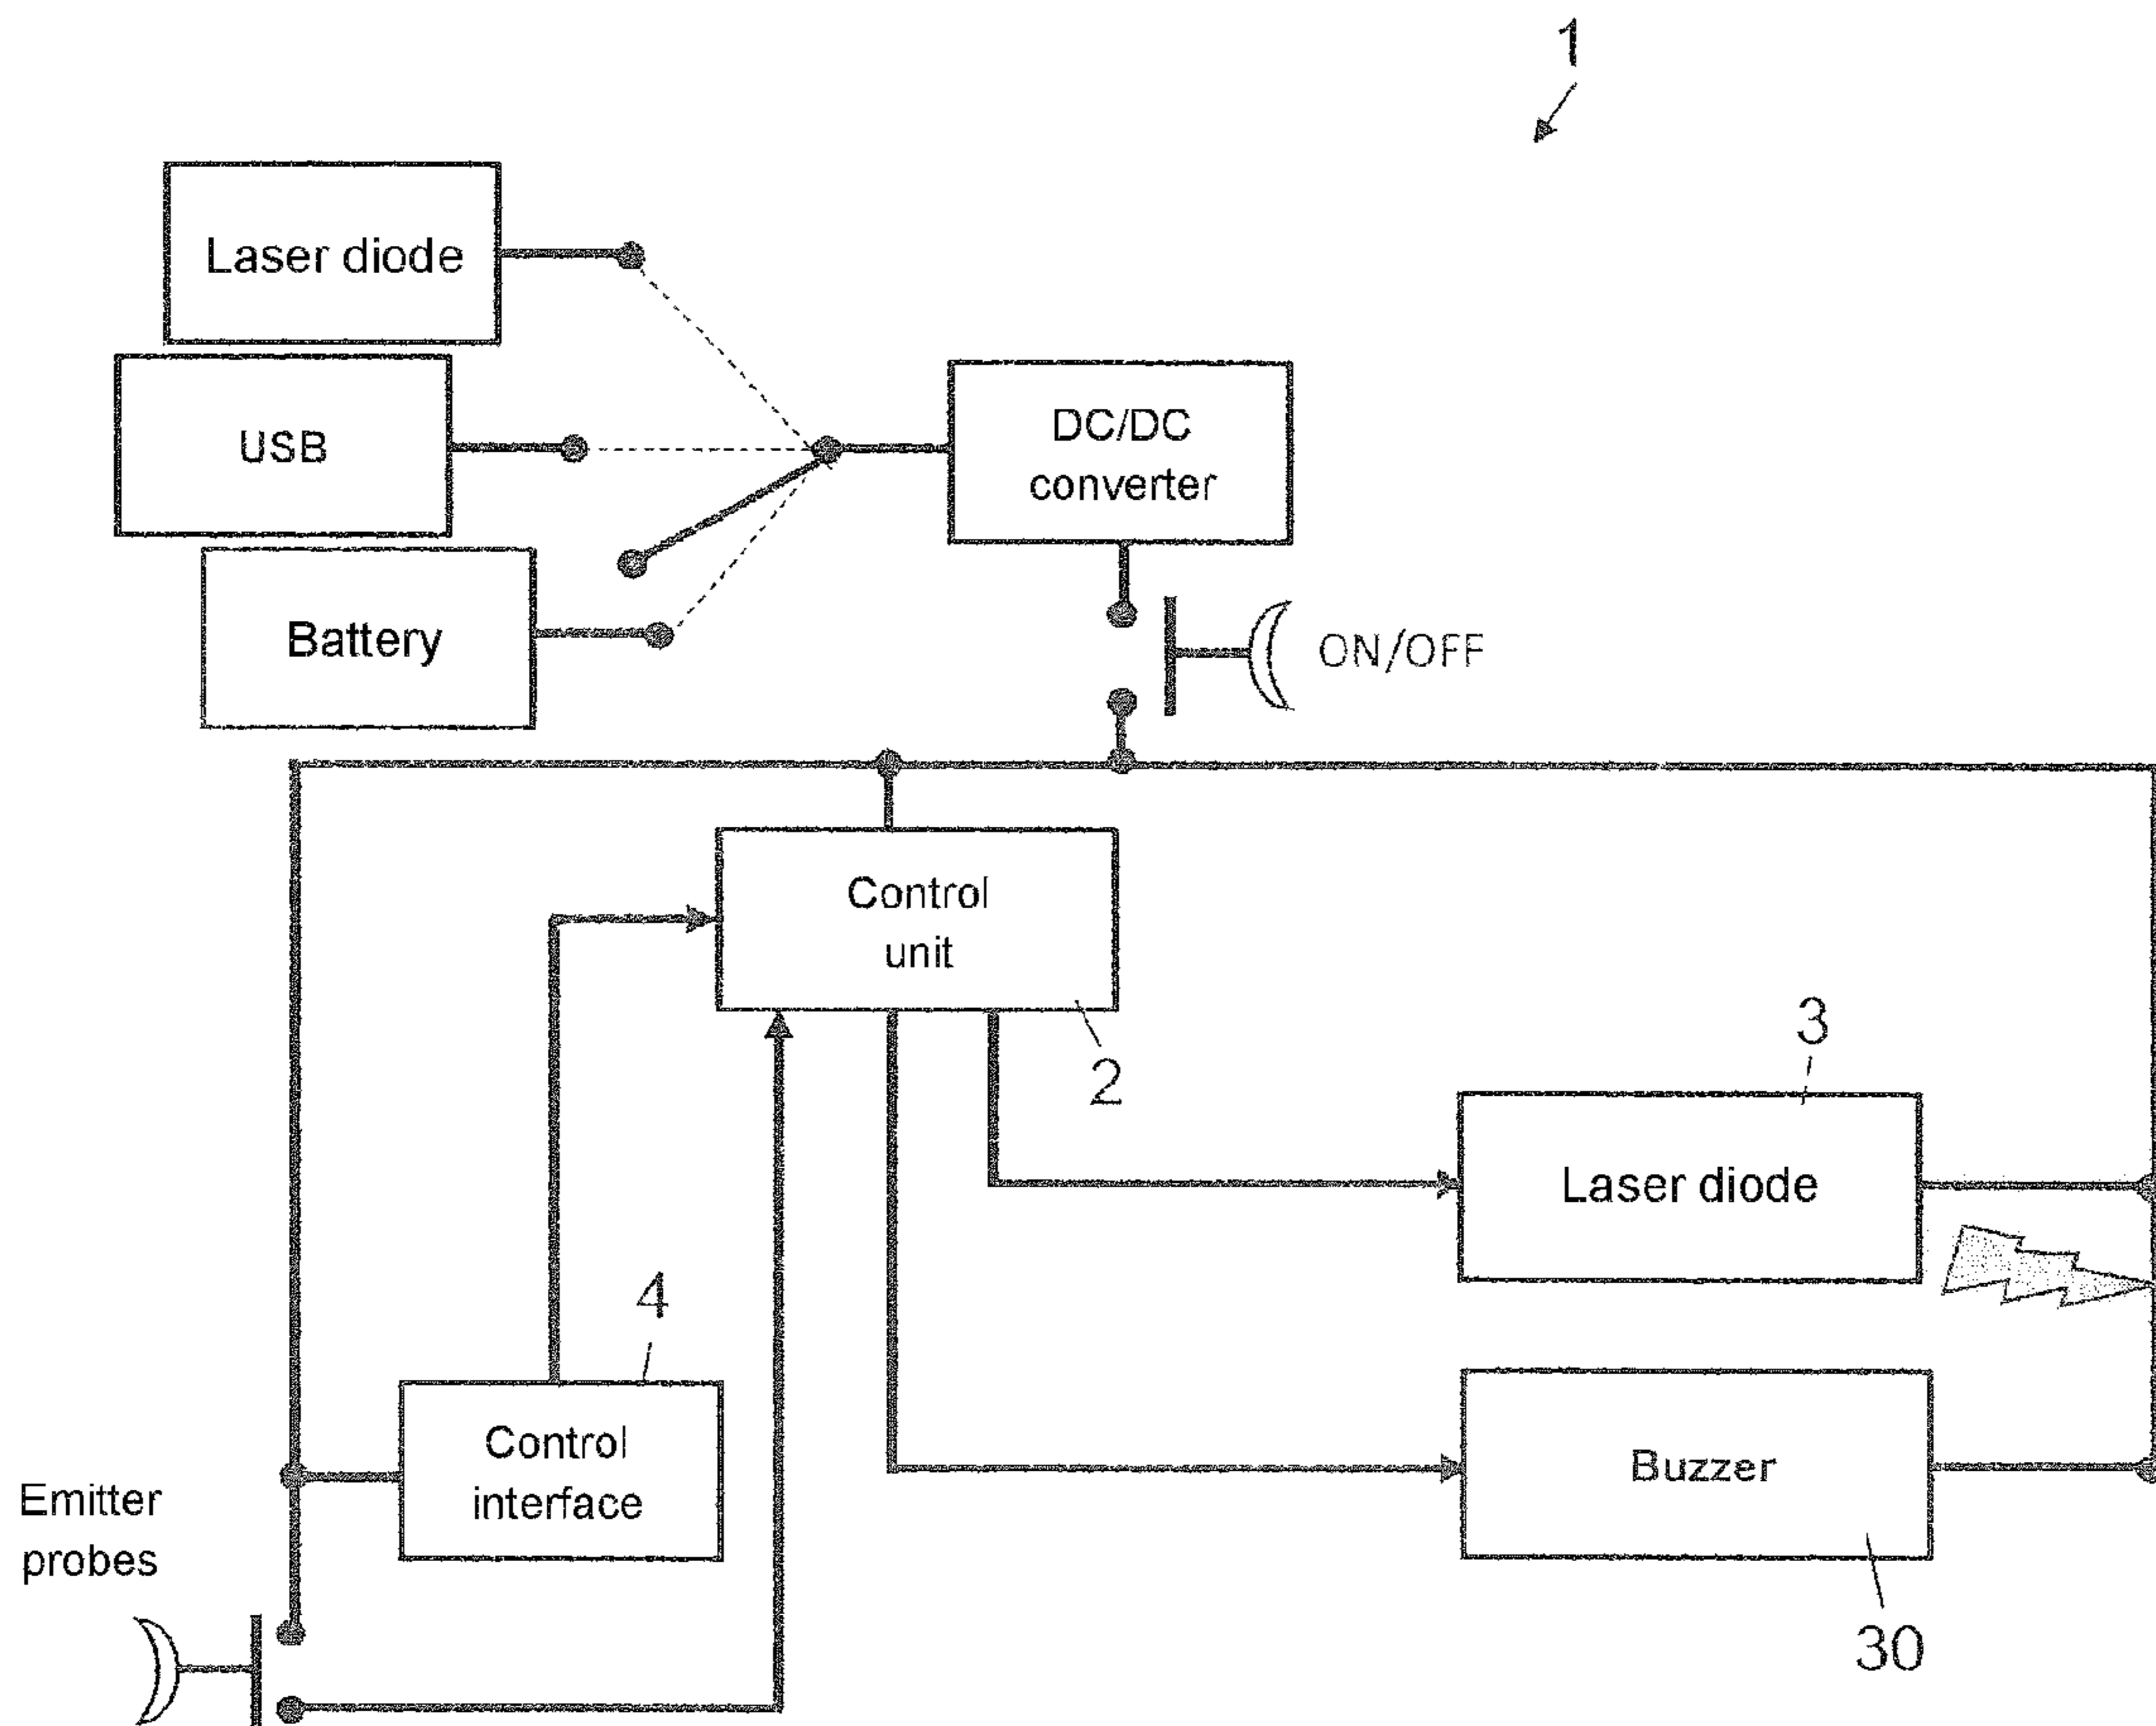 1
Laser diode
USB
DC/DC
converter
Battery
ON/OFF
Control
unit
2
3
Laser diode
4
Control
interface
Emitter
probes
Buzzer
30